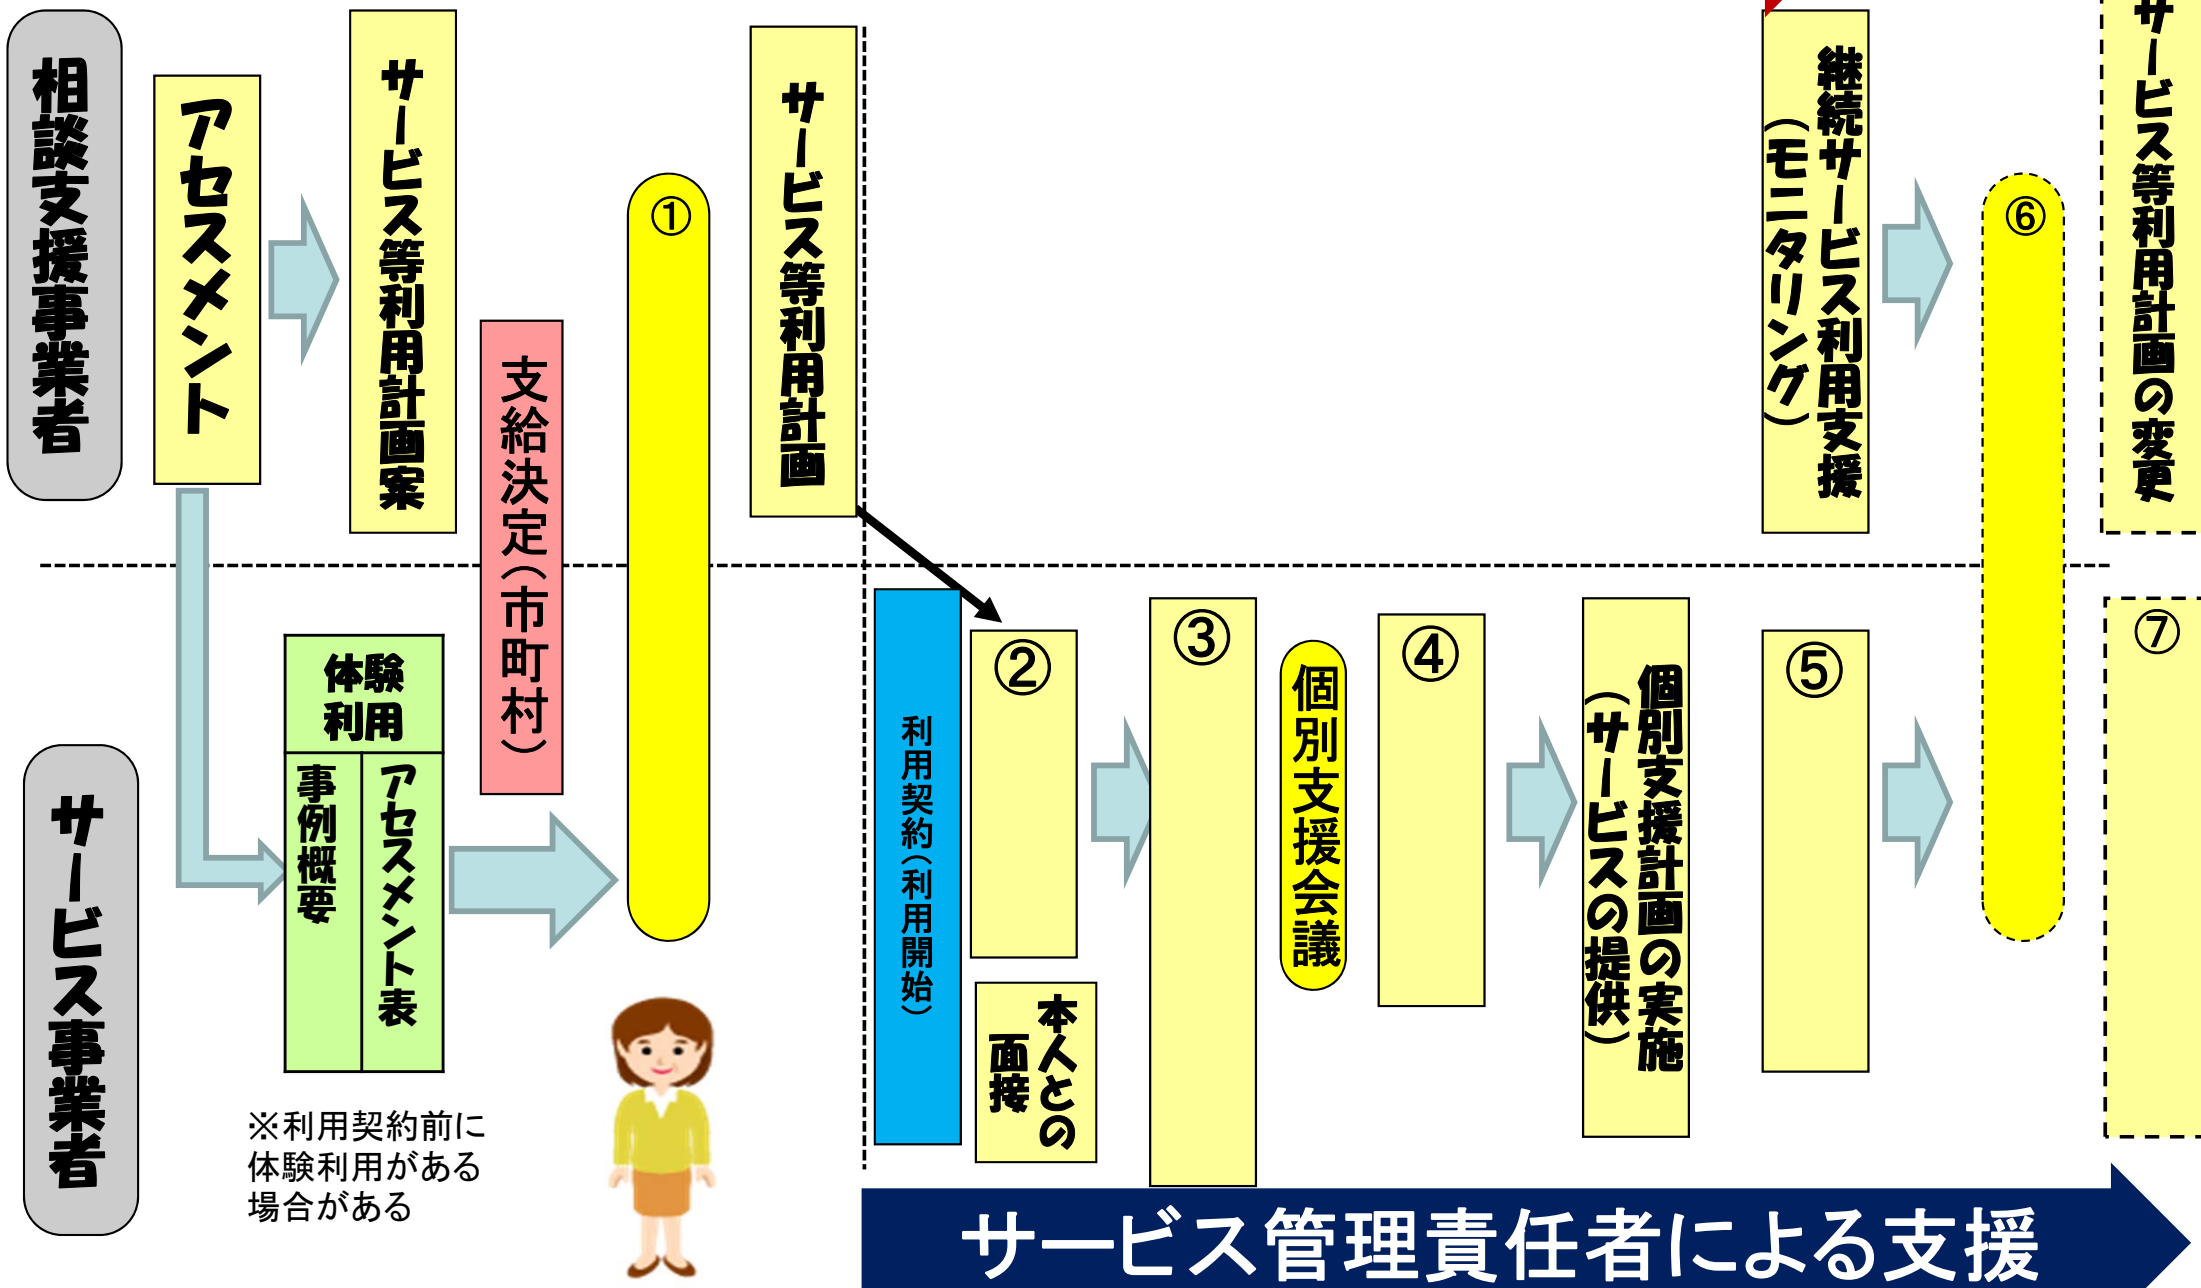 相談支援事業者
アセスメント
サービス等利用計画案
支給決定(市町村)
①
サービス等利用計画
継続サービス利用支援
(モニタリング)
⑥
サービス等利用計画の変更
サービス事業者
体験
利用
事例概要
アセスメント表
※利用契約前に
体験利用がある
場合がある
利用契約(利用開始)
②
本人との
面接
③
個別支援会議
④
個別支援計画の実施
(サービスの提供)
⑤
⑦
サービス管理責任者による支援